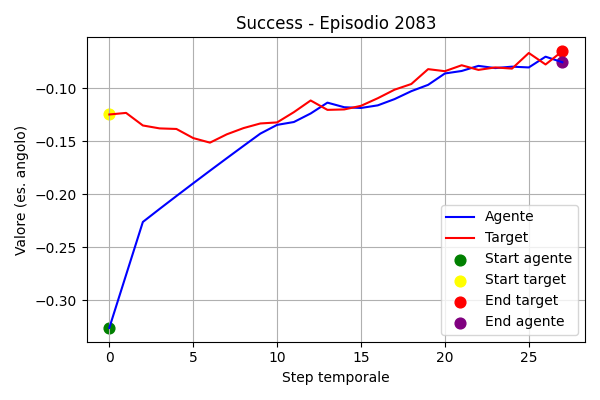 Success - Episodio 2083
Valore (es. angolo)
−0.10
−0.15
−0.20
−0.25
−0.30
0
5
10
15
20
25
Step temporale
Agente
Target
Start agente
Start target
End target
End agente